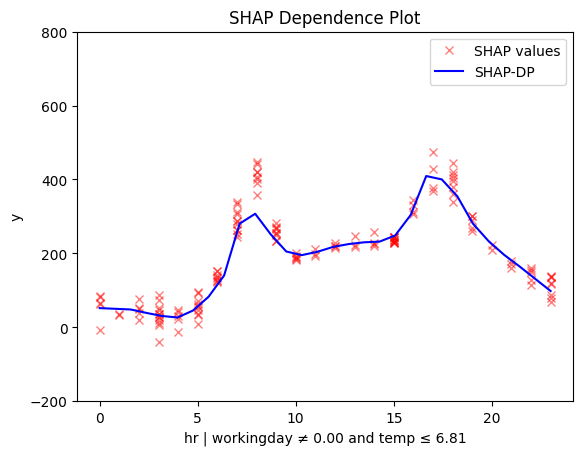 SHAP Dependence Plot
800
600
400
200
0
−200
y
SHAP values
SHAP-DP
0
5
10
15
20
hr | workingday ≠ 0.00 and temp ≤ 6.81